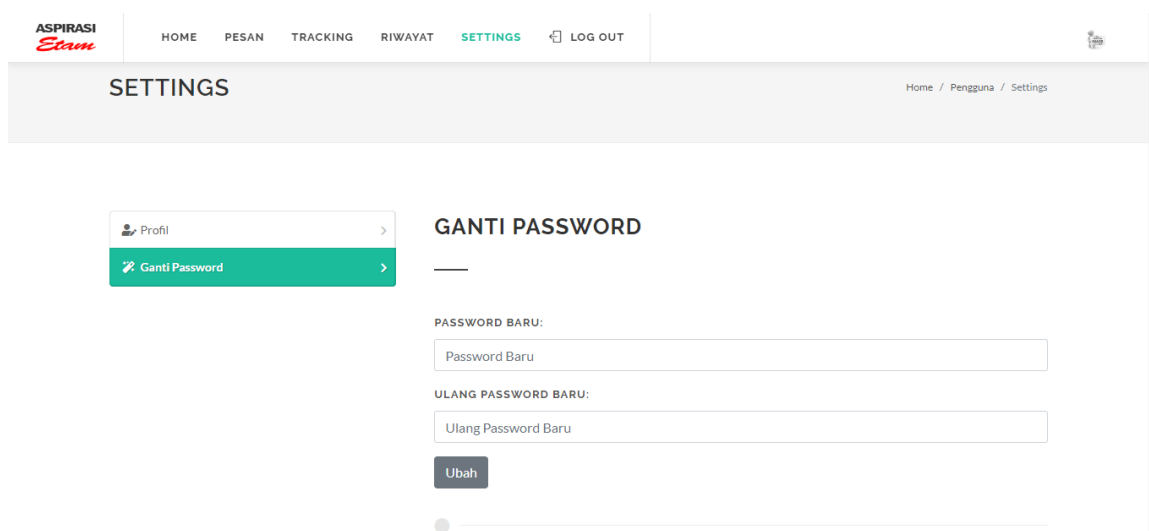 ASPIRASI
Etam
HOME PESAN TRACKING RIWAYAT SETTINGS LOG OUT
SETTINGS
Home / Pengguna / Settings
Profil
Ganti Password
GANTI PASSWORD
PASSWORD BARU:
Password Baru
ULANG PASSWORD BARU:
Ulang Password Baru
Ubah